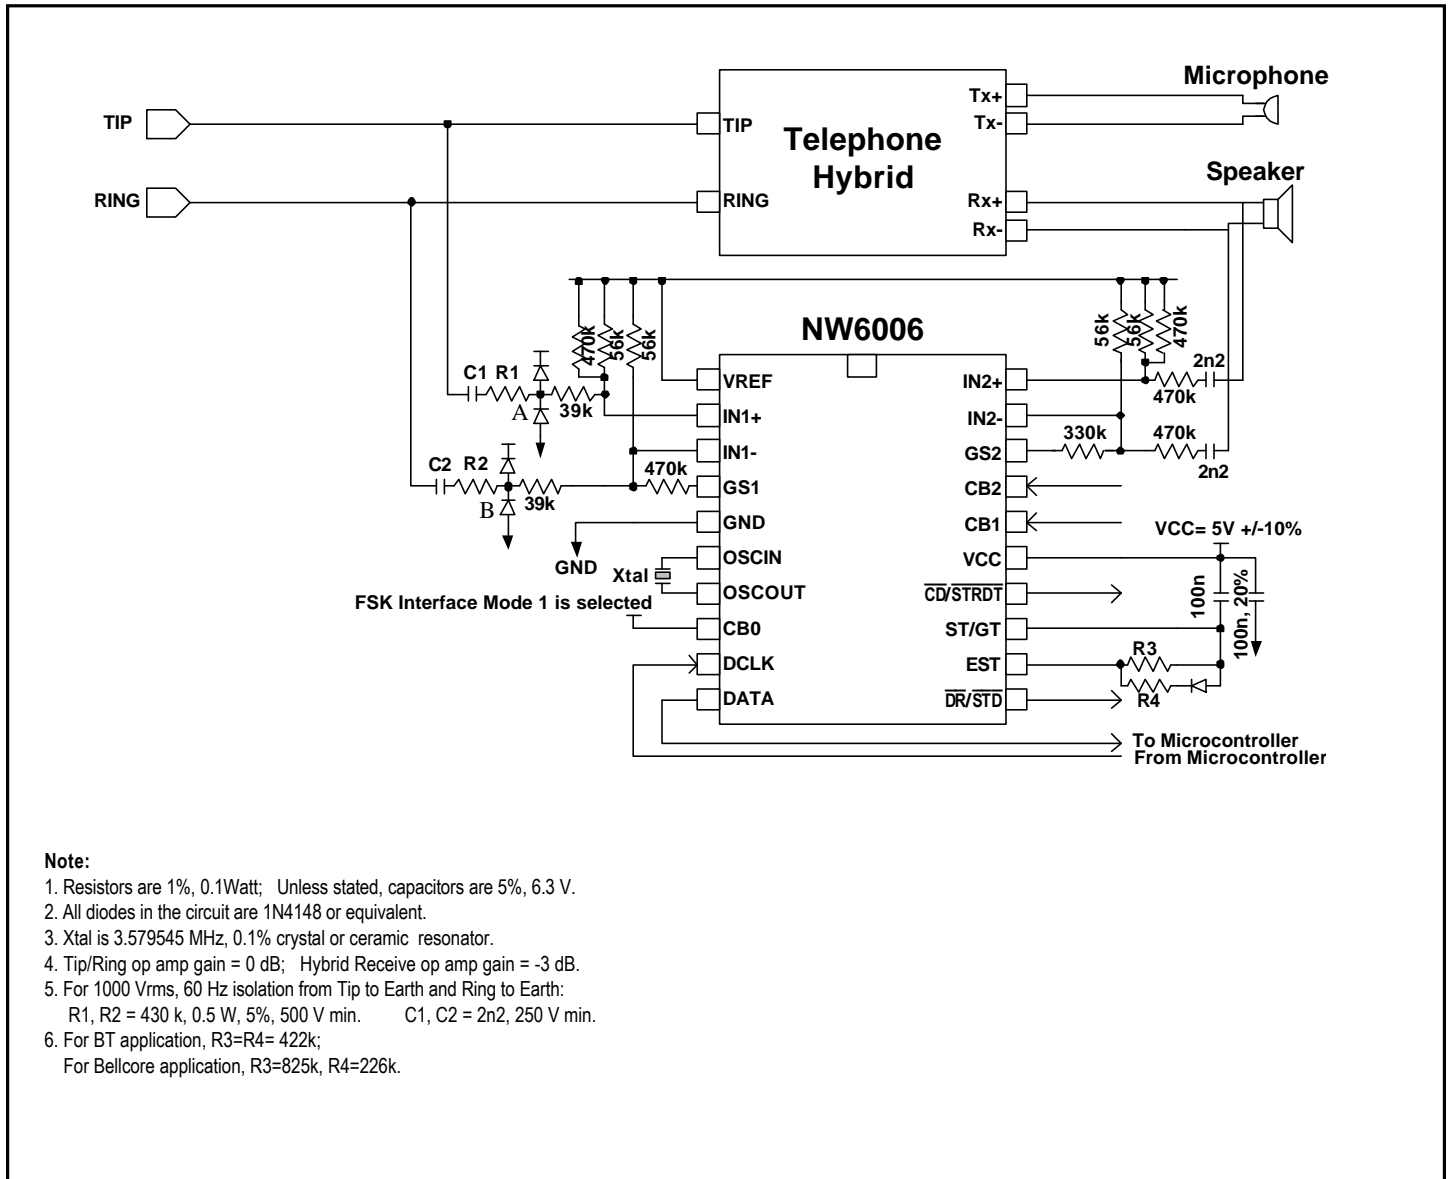 Microphone
Tx+
TIP
TIP
Tx-
Telephone
Hybrid
Speaker
RING
RING
Rx+
Rx-
470k
56k
56k
NW6006
56k
56k
470k
2n2
C1 R1
VREF
IN2+
470k
A
39k
IN1+
IN2-
330k
470k
C2 R2
IN1-
GS2
2n2
470k
GS1
CB2
B
39k
GND
CB1
VCC= 5V +/-10%
GND
OSCIN
VCC
Xtal
OSCOUT
CD/STRDT
100n
100n, 20%
FSK Interface Mode 1 is selected
CB0
ST/GT
R3
DCLK
EST
R4
DATA
DR/STD
To Microcontroller
From Microcontroller
Note:
1. Resistors are 1%, 0.1Watt; Unless stated, capacitors are 5%, 6.3 V.
2. All diodes in the circuit are 1N4148 or equivalent.
3. Xtal is 3.579545 MHz, 0.1% crystal or ceramic resonator.
4. Tip/Ring op amp gain = 0 dB; Hybrid Receive op amp gain = -3 dB.
5. For 1000 Vrms, 60 Hz isolation from Tip to Earth and Ring to Earth:
R1, R2 = 430 k, 0.5 W, 5%, 500 V min. C1, C2 = 2n2, 250 V min.
6. For BT application, R3=R4= 422k;
For Bellcore application, R3=825k, R4=226k.